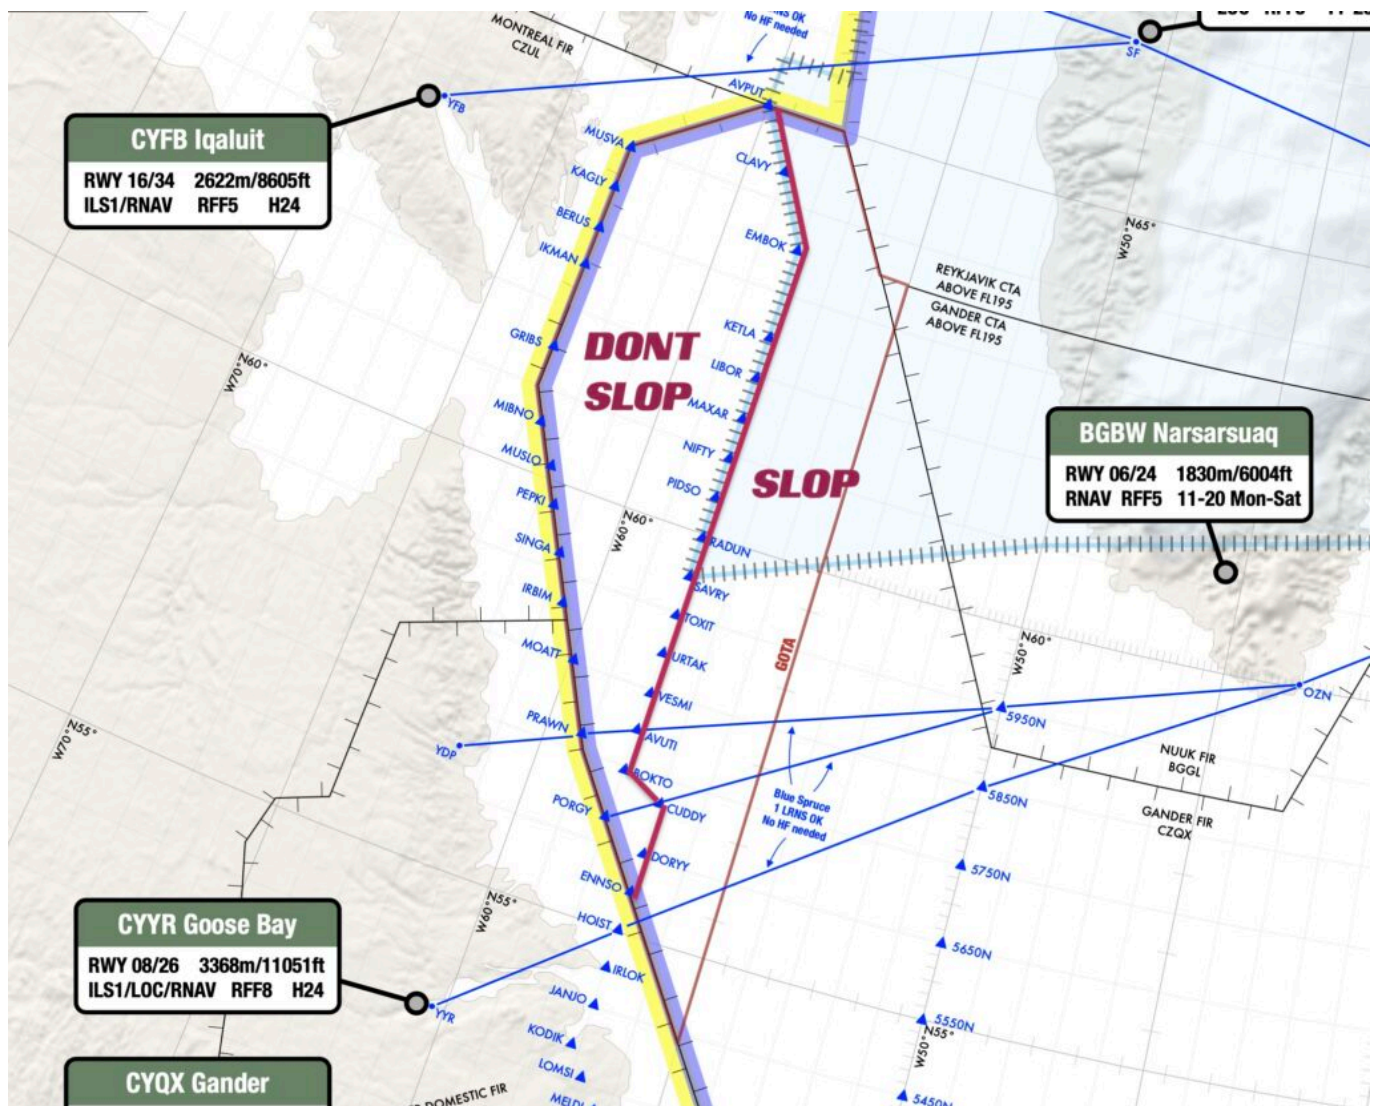 LRNS OK
No HF needed
MONTREAL FIR
CZUL
SF
YFB
AVPUT
CYFB Iqaluit
RWY 16/34 2622m/8605ft
ILS1/RNAV RFF5 H24
MUSVA
CLAVY
KAGLY
BERUS
EMBOK
IKMAN
N65°
W50°
REYKJAVIK CTA
ABOVE FL195
GANDER CTA
ABOVE FL195
GRIBS
KETLA
DONT
SLOP
N60°
W70°
LIBOR
MAXAR
MIBNO
NIFTY
MUSLO
PIDSO
SLOP
BGBW Narsarsuaq
RWY 06/24 1830m/6004ft
RNAV RFF5 11-20 Mon-Sat
PEPKI
N60°
W60°
RADUN
SINGA
SAVRY
IRBIM
TOXIT
MOATT
URTAK
GOTA
N60°
W50°
VESMI
OZN
PRAWN
5950N
N55°
W70°
YDP
AVUTI
BOKTO
NUUK FIR
BGGL
PORGY
CUDDY
Blue Spruce
1 LRNS OK
No HF needed
5850N
GANDER FIR
CZQX
DORYY
5750N
ENNSO
N55°
W60°
HOIST
CYYR Goose Bay
RWY 08/26 3368m/11051ft
ILS1/LOC/RNAV RFF8 H24
5650N
IRLOK
JANJO
YYR
5550N
N55°
W50°
KODIK
LOMSI
CYQX Gander
DOMESTIC FIR
5450N